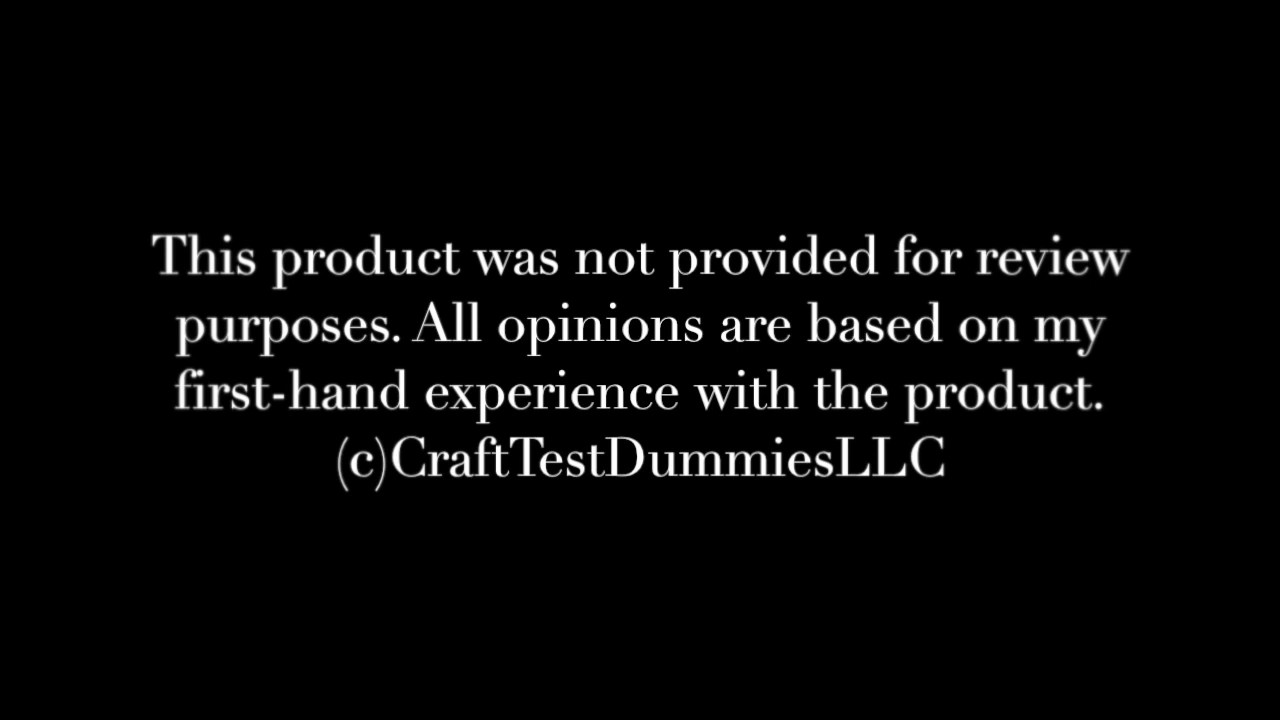 This product was not provided for review
purposes. All opinions are based on my
first-hand experience with the product.
(c)CraftTestDummiesLLC